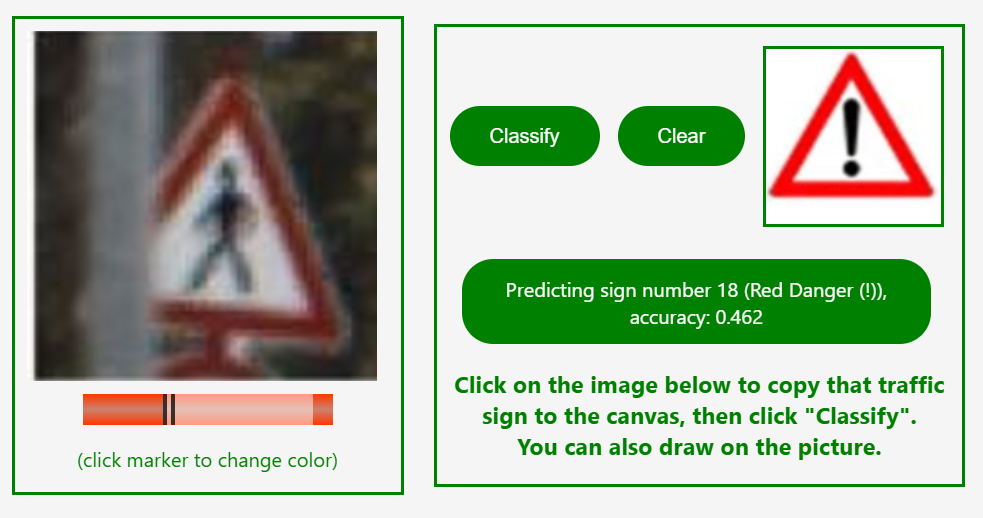 Classify
Clear
Predicting sign number 18 (Red Danger (!)),
accuracy: 0.462
Click on the image below to copy that traffic
sign to the canvas, then click "Classify".
You can also draw on the picture.
(click marker to change color)